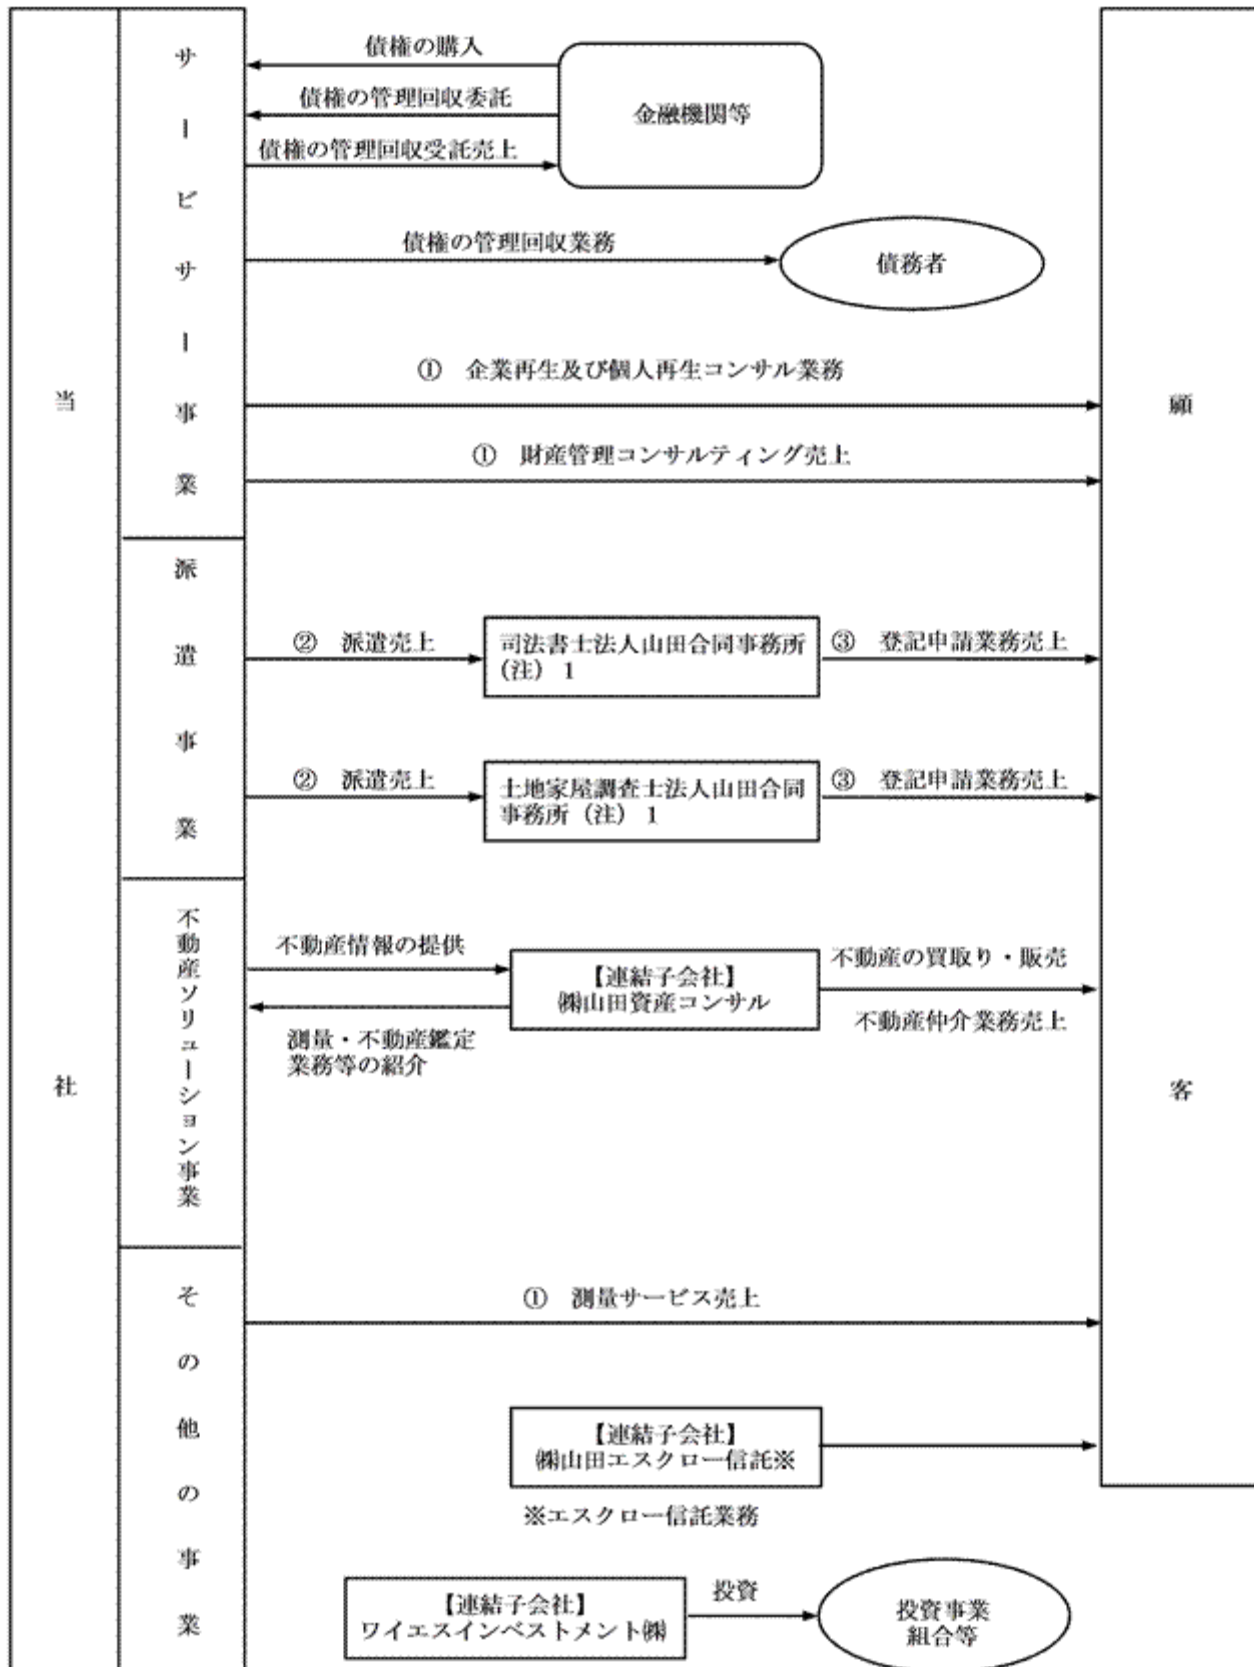 当社
サービサー事業
債権の購入
債権の管理回収委託
債権の管理回収受託売上
金融機関等
債権の管理回収業務
債務者
① 企業再生及び個人再生コンサル業務
① 財産管理コンサルティング売上
顧客
派遣事業
② 派遣売上
司法書士法人山田合同事務所
（注）１
③ 登記申請業務売上
② 派遣売上
土地家屋調査士法人山田合同
事務所（注）１
③ 登記申請業務売上
不動産ソリューション事業
不動産情報の提供
測量・不動産鑑定
業務等の紹介
【連結子会社】
㈱山田資産コンサル
不動産の買取り・販売
不動産仲介業務売上
その他の事業
① 測量サービス売上
【連結子会社】
㈱山田エスクロー信託※
※エスクロー信託業務
【連結子会社】
ワイエスインベストメント㈱
投資
投資事業
組合等